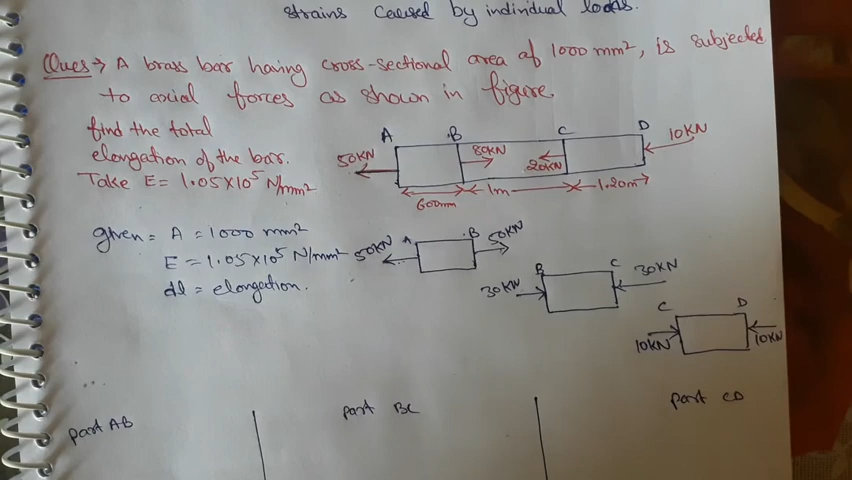 strains caused by individual loads.
Ques → A brass bar having cross-sectional area of 1000 mm², is subjected
to axial forces as shown in figure.
find the total
elongation of the bar.
Take E = 1.05×10⁵ N/mm²
A B C D 10KN
50KN 80KN 20KN
600mm 1m 1.20m
given = A = 1000 mm²
E = 1.05×10⁵ N/mm²
dl = elongation.
50KN A B 50KN
B C 30KN
30KN
C D
10KN 10KN
part AB
part BC
part CD